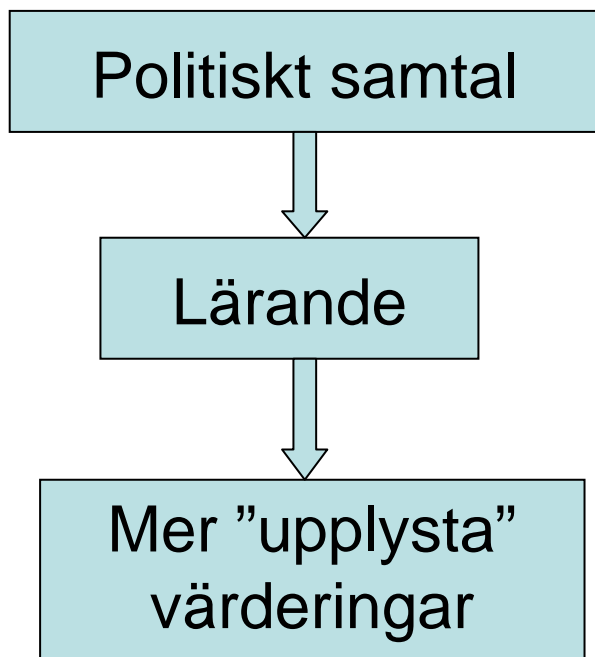 Politiskt samtal
Lärande
Mer ”upplysta”
värderingar